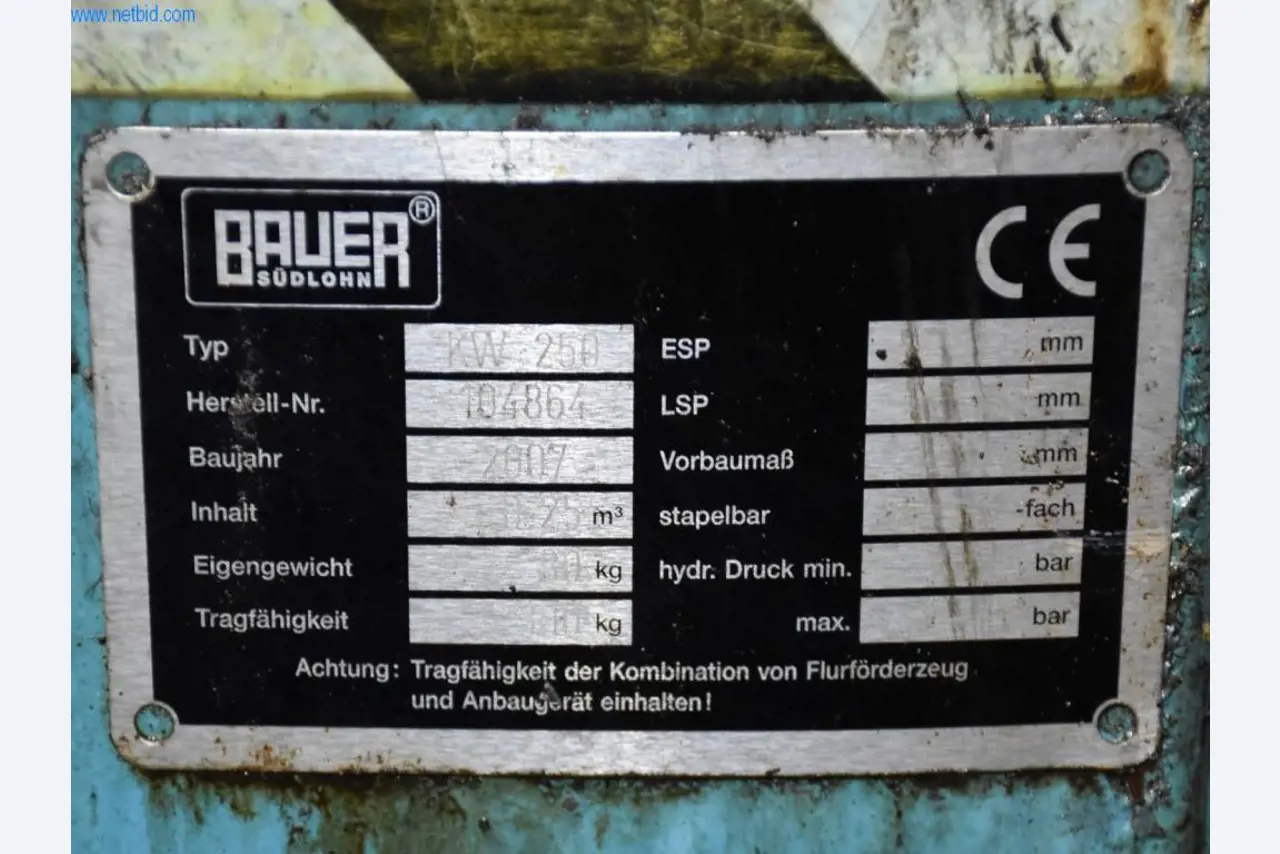 www.netbid.com
BAUER®
SÜDLOHN
CE
Typ KW 250 ESP mm
Herstell-Nr. 104864 LSP mm
Baujahr 2007 Vorbaumaß mm
Inhalt m³ stapelbar -fach
Eigengewicht kg hydr. Druck min. bar
Tragfähigkeit kg max. bar
Achtung: Tragfähigkeit der Kombination von Flurförderzeug
und Anbaugerät einhalten!